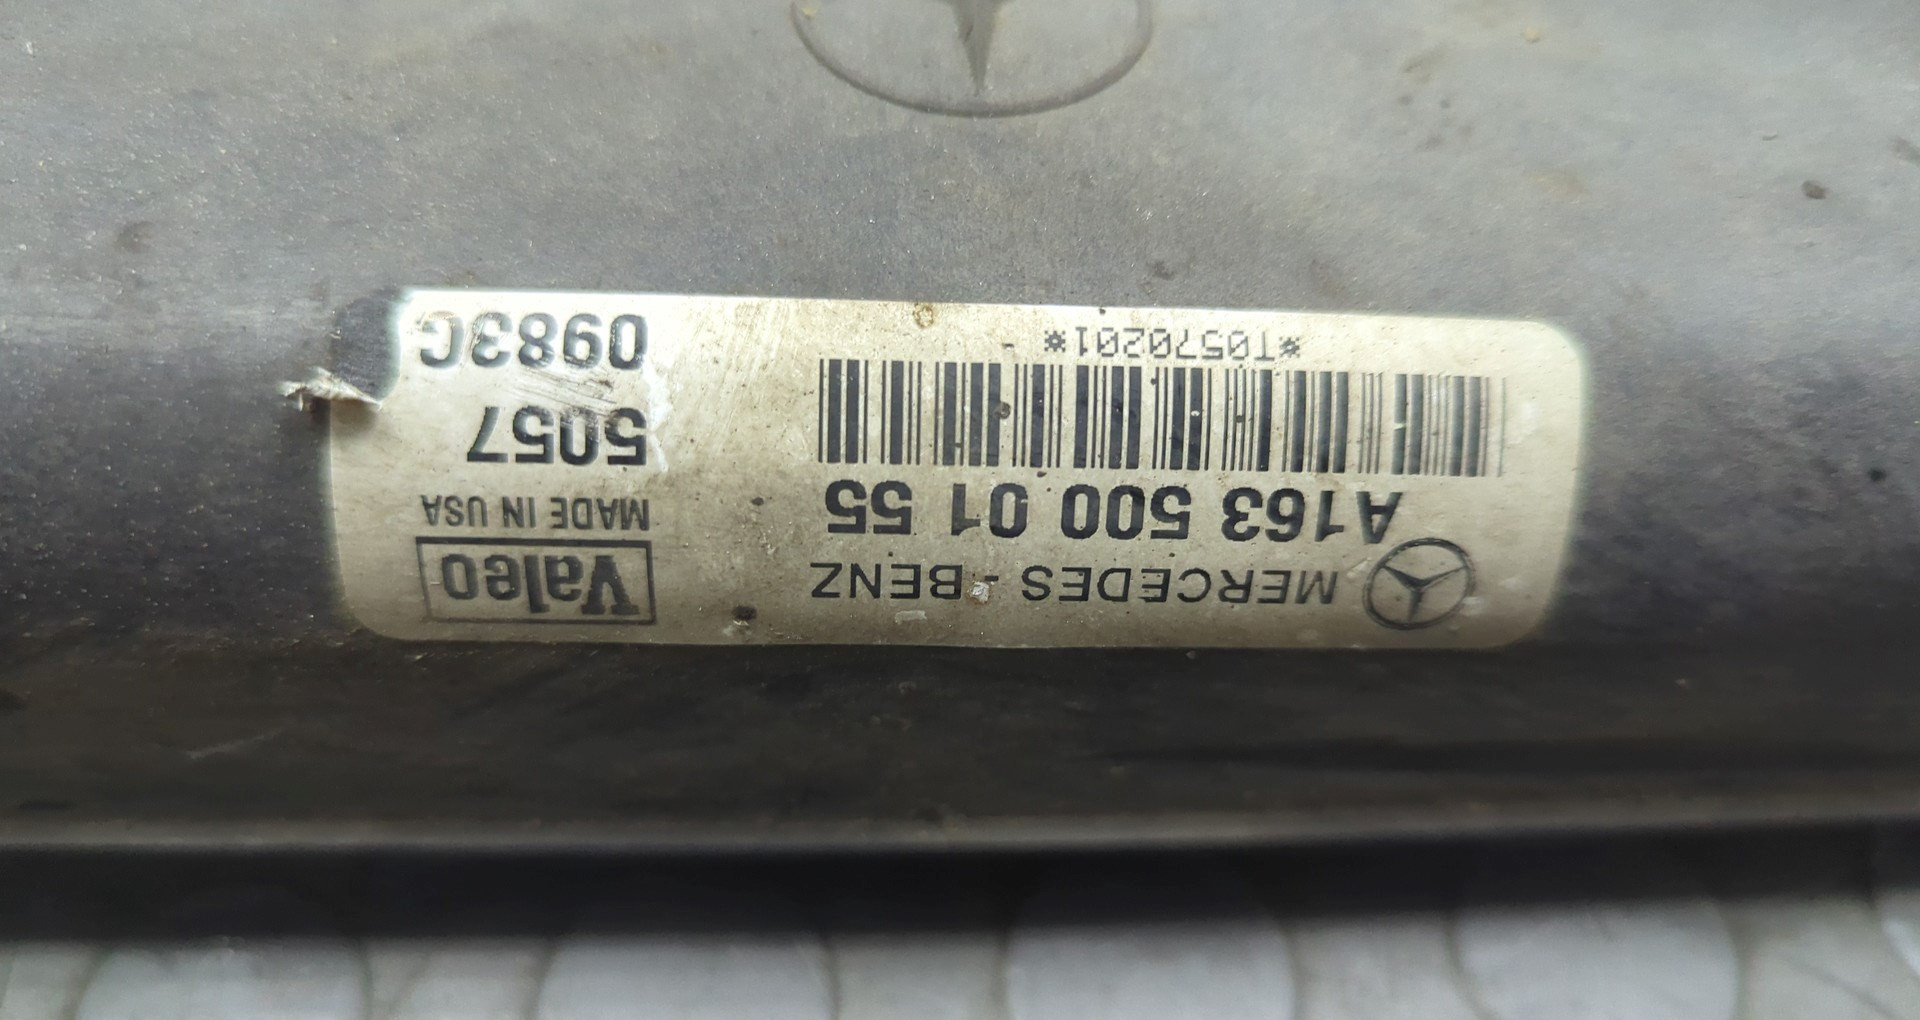 MERCEDES - BENZ
A163 500 01 55
*T0570201*
Valeo
MADE IN USA
5057
0983C